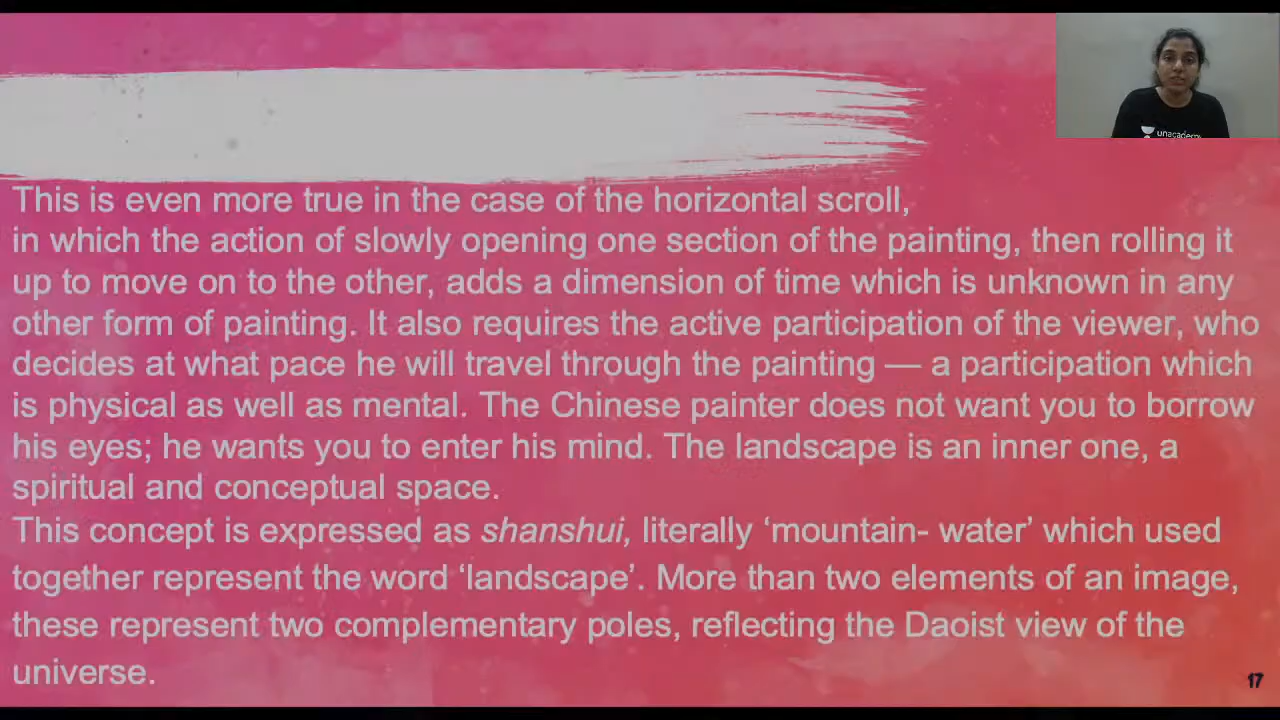 unacademy
This is even more true in the case of the horizontal scroll,
in which the action of slowly opening one section of the painting, then rolling it
up to move on to the other, adds a dimension of time which is unknown in any
other form of painting. It also requires the active participation of the viewer, who
decides at what pace he will travel through the painting — a participation which
is physical as well as mental. The Chinese painter does not want you to borrow
his eyes; he wants you to enter his mind. The landscape is an inner one, a
spiritual and conceptual space.
This concept is expressed as shanshui, literally ‘mountain- water’ which used
together represent the word ‘landscape’. More than two elements of an image,
these represent two complementary poles, reflecting the Daoist view of the
universe.
17